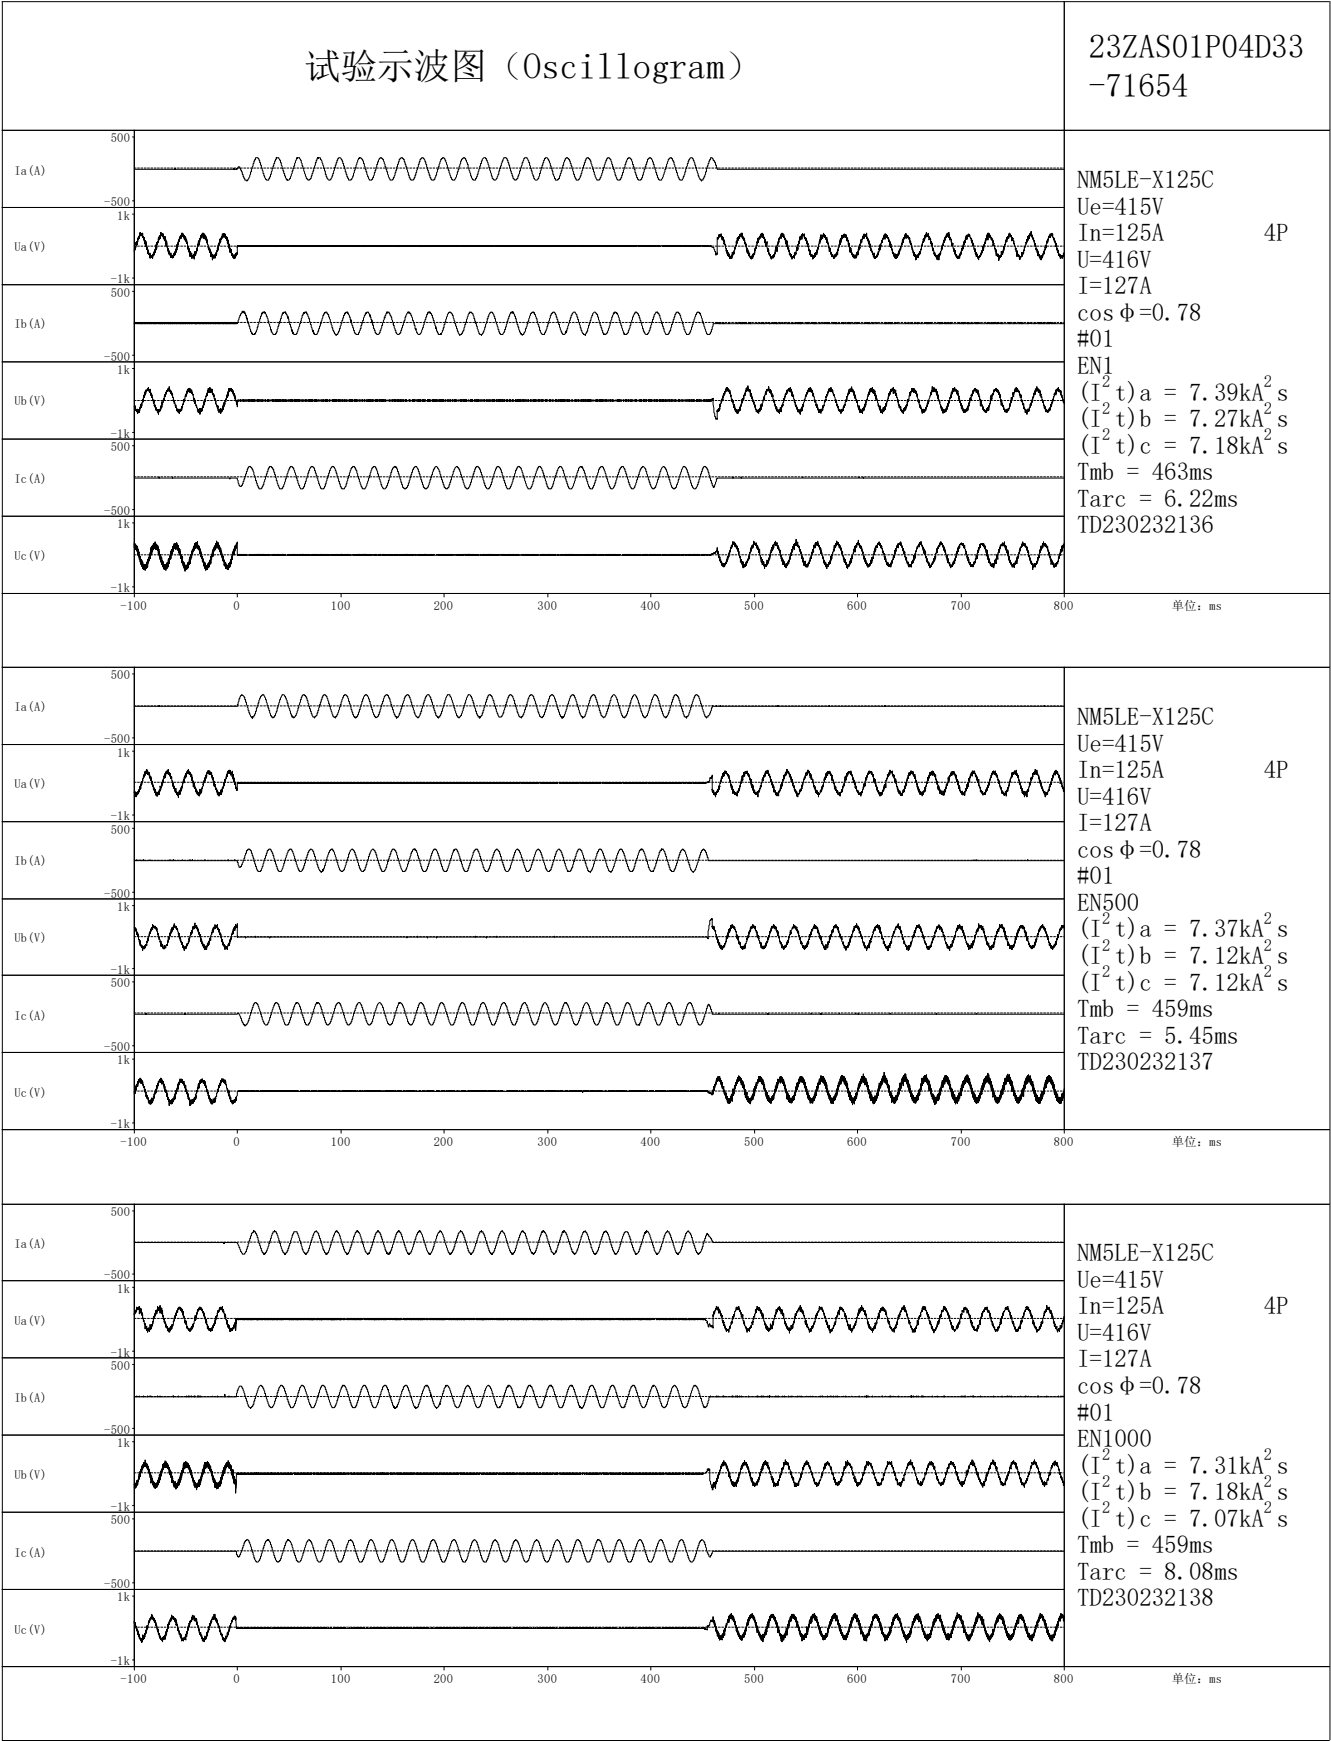 试验示波图（Oscillogram）
23ZAS01P04D33
-71654
500
Ia(A)
-500
1k
Ua(V)
-1k
500
Ib(A)
-500
1k
Ub(V)
-1k
500
Ic(A)
-500
1k
Uc(V)
-1k
-100 0 100 200 300 400 500 600 700 800 单位: ms
NM5LE-X125C
Ue=415V
In=125A 4P
U=416V
I=127A
cosφ=0.78
#01
EN1
(I²t)a = 7.39kA²s
(I²t)b = 7.27kA²s
(I²t)c = 7.18kA²s
Tmb = 463ms
Tarc = 6.22ms
TD230232136
500
Ia(A)
-500
1k
Ua(V)
-1k
500
Ib(A)
-500
1k
Ub(V)
-1k
500
Ic(A)
-500
1k
Uc(V)
-1k
-100 0 100 200 300 400 500 600 700 800 单位: ms
NM5LE-X125C
Ue=415V
In=125A 4P
U=416V
I=127A
cosφ=0.78
#01
EN500
(I²t)a = 7.37kA²s
(I²t)b = 7.12kA²s
(I²t)c = 7.12kA²s
Tmb = 459ms
Tarc = 5.45ms
TD230232137
500
Ia(A)
-500
1k
Ua(V)
-1k
500
Ib(A)
-500
1k
Ub(V)
-1k
500
Ic(A)
-500
1k
Uc(V)
-1k
-100 0 100 200 300 400 500 600 700 800 单位: ms
NM5LE-X125C
Ue=415V
In=125A 4P
U=416V
I=127A
cosφ=0.78
#01
EN1000
(I²t)a = 7.31kA²s
(I²t)b = 7.18kA²s
(I²t)c = 7.07kA²s
Tmb = 459ms
Tarc = 8.08ms
TD230232138